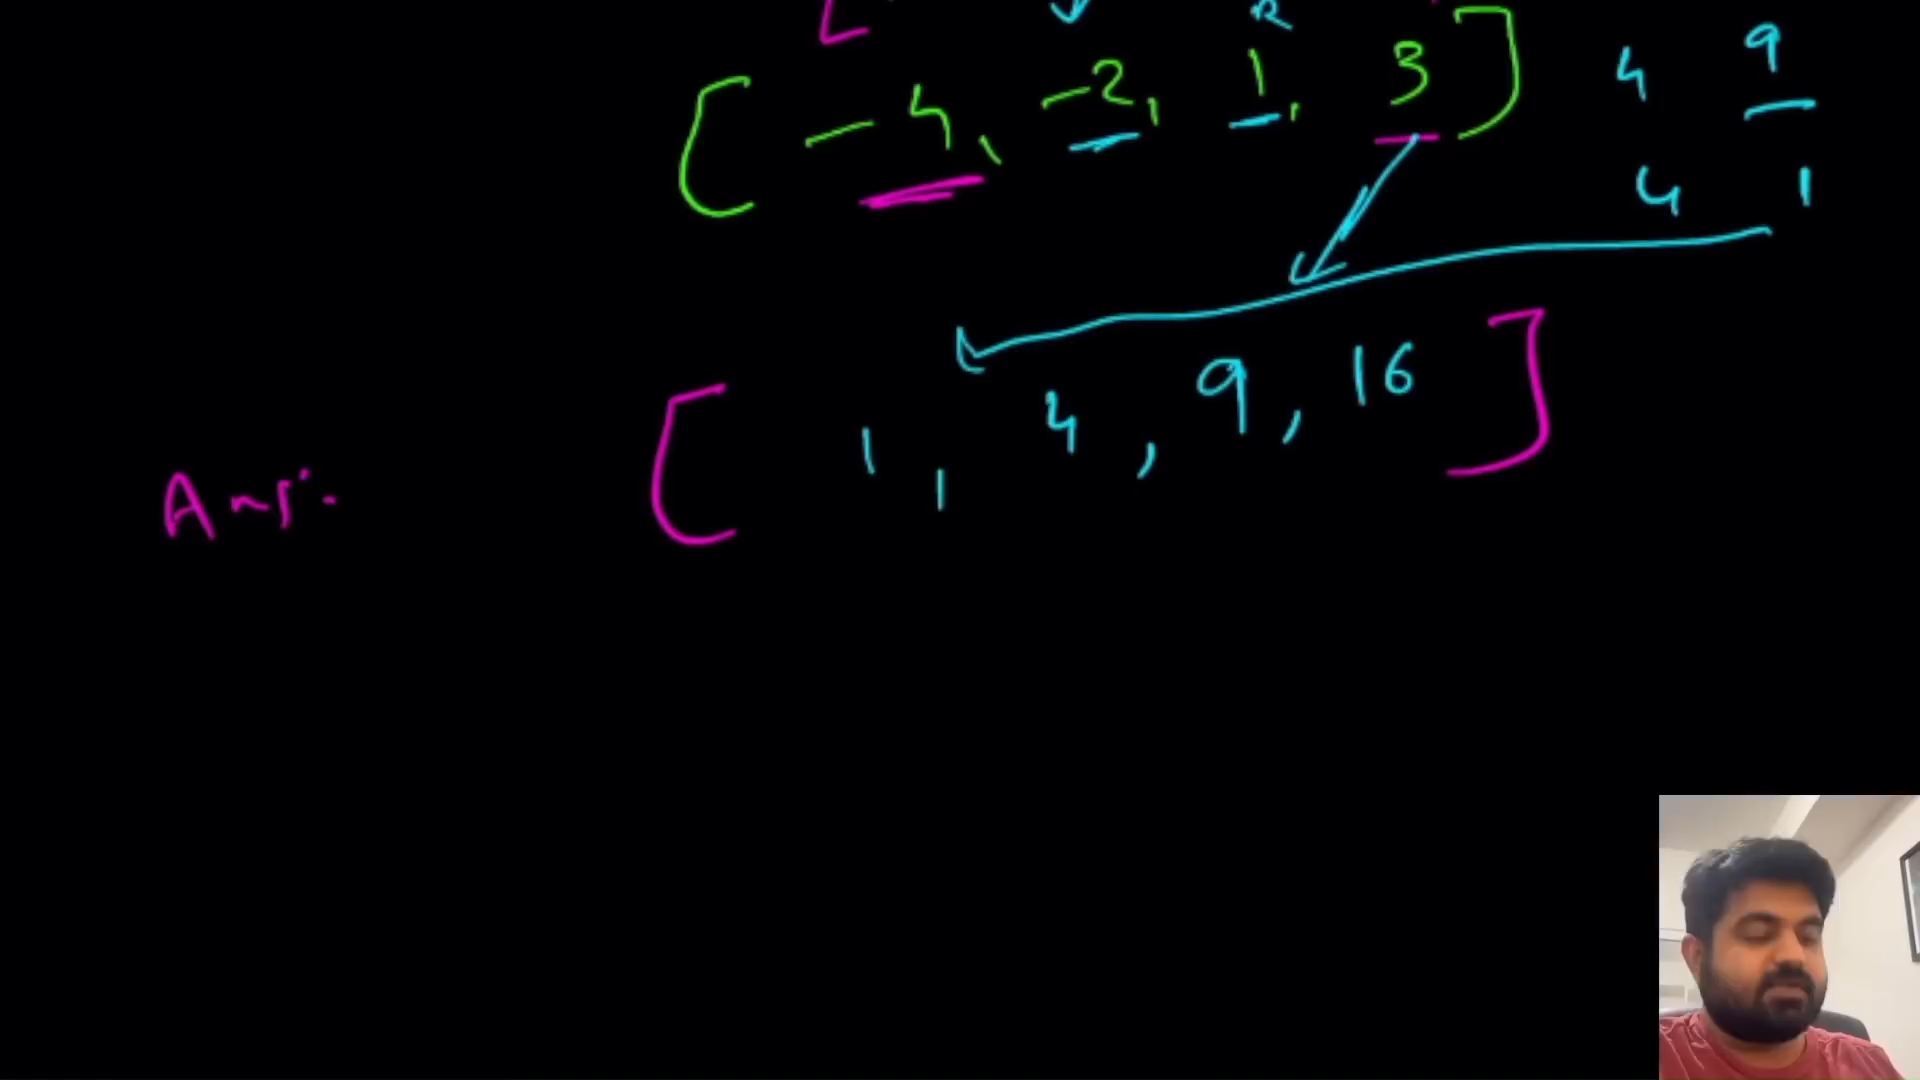 R
[ -4, -2, 1, 3 ] 4 9
4 1
[ 1, 4, 9, 16 ]
Ans: